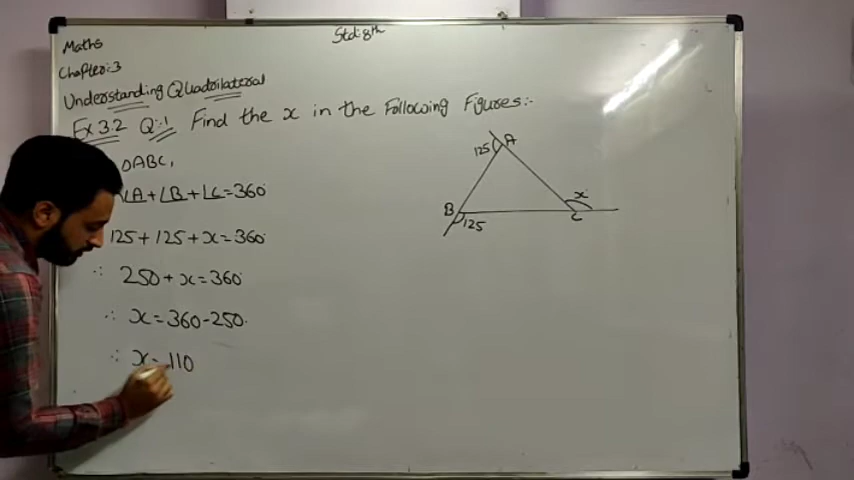 Std:8th
Maths
Chapter:3
Understanding Quadrilateral
Ex 3.2 Q:1 Find the x in the Following Figures:-
ABC,
∠A+∠B+∠C=360°
125+125+x=360°
∴ 250+x=360°
∴ x=360-250.
∴ x=110
125 A
B 125
x
C